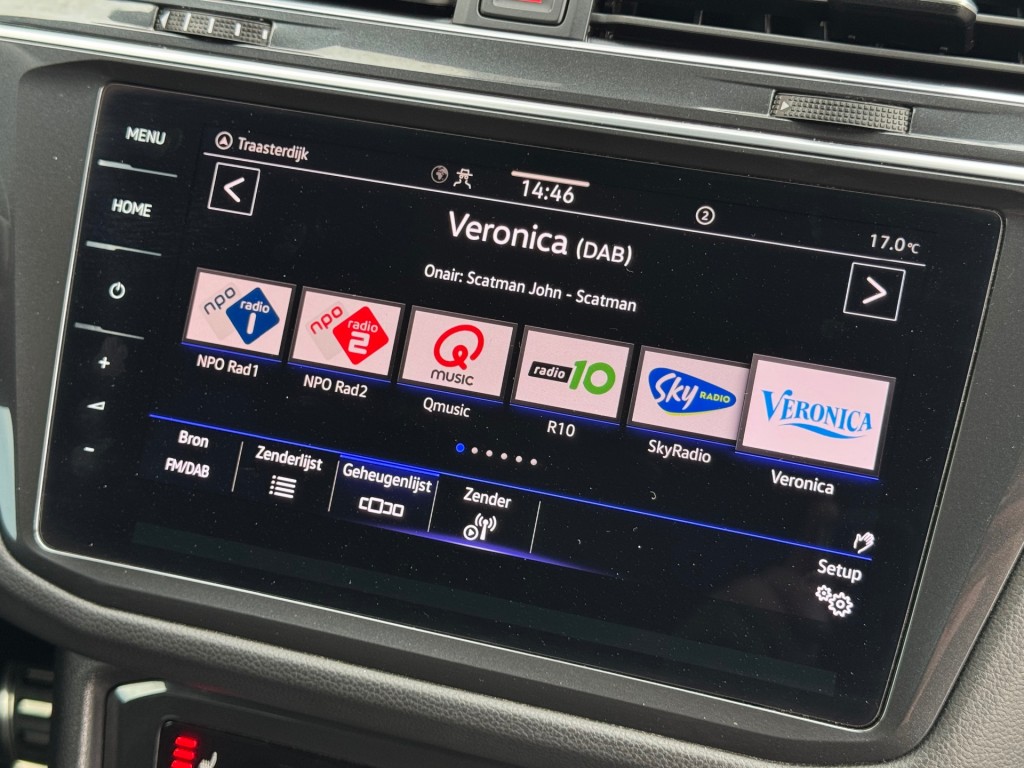 MENU
HOME
+
-
Traasterdijk
14:46
2
17.0°C
<
Veronica (DAB)
>
Onair: Scatman John - Scatman
npo radio 1
npo radio 2
Q music
radio 10
Sky RADIO
VERONICA
NPO Rad1
NPO Rad2
Qmusic
R10
SkyRadio
Veronica
Bron
FM/DAB
Zenderlijst
Geheugenlijst
Zender
Setup